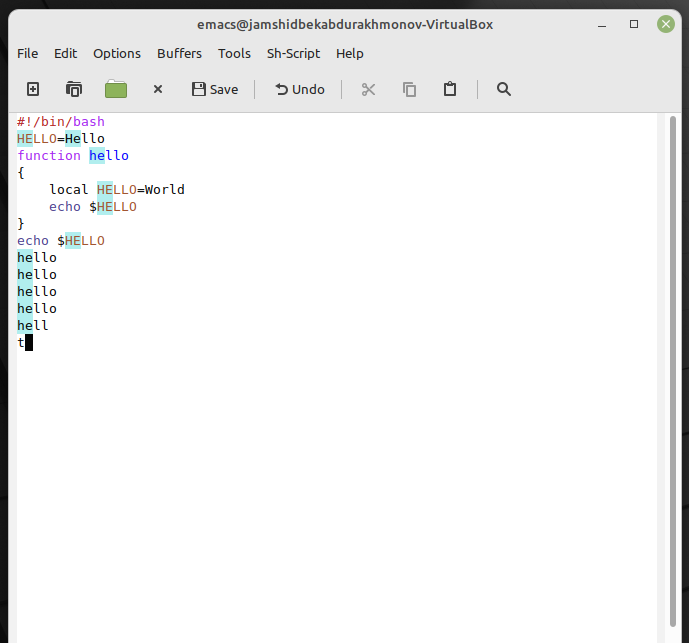 emacs@jamshidbekabdurakhmonov-VirtualBox
File Edit Options Buffers Tools Sh-Script Help
Save Undo
#!/bin/bash
HELLO=Hello
function hello
{
    local HELLO=World
    echo $HELLO
}
echo $HELLO
hello
hello
hello
hello
hell
t